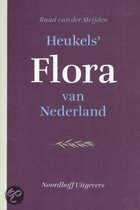 Ruud van der Meijden
Heukels'
Flora
van
Nederland
Noordhoff Uitgevers